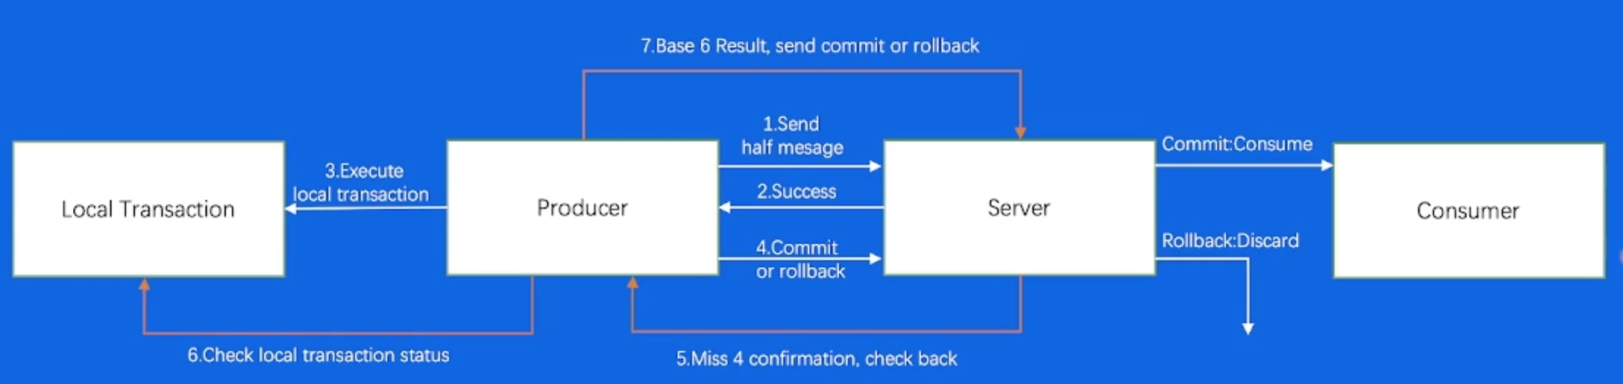 7.Base 6 Result, send commit or rollback
1.Send
half mesage
Commit:Consume
3.Execute
local transaction
2.Success
Local Transaction
Producer
Server
Consumer
4.Commit
or rollback
Rollback:Discard
6.Check local transaction status
5.Miss 4 confirmation, check back